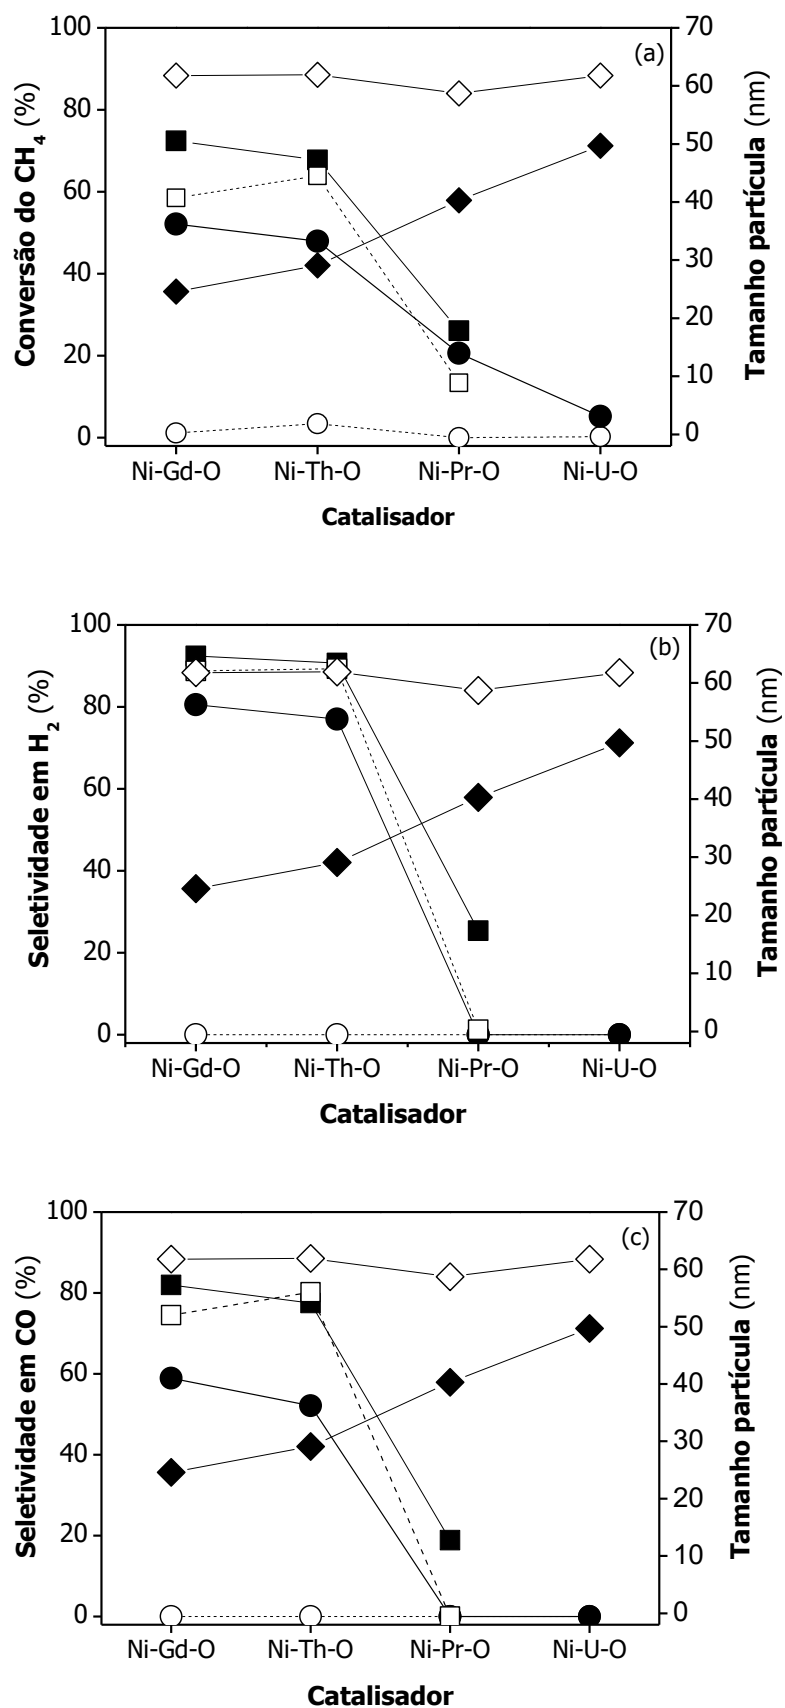 100
80
60
40
20
0
Conversão do CH4 (%)
(a)
70
60
50
40
30
20
10
0
Tamanho partícula (nm)
Ni-Gd-O Ni-Th-O Ni-Pr-O Ni-U-O
Catalisador
100
80
60
40
20
0
Seletividade em H2 (%)
(b)
70
60
50
40
30
20
10
0
Tamanho partícula (nm)
Ni-Gd-O Ni-Th-O Ni-Pr-O Ni-U-O
Catalisador
100
80
60
40
20
0
Seletividade em CO (%)
(c)
70
60
50
40
30
20
10
0
Tamanho partícula (nm)
Ni-Gd-O Ni-Th-O Ni-Pr-O Ni-U-O
Catalisador